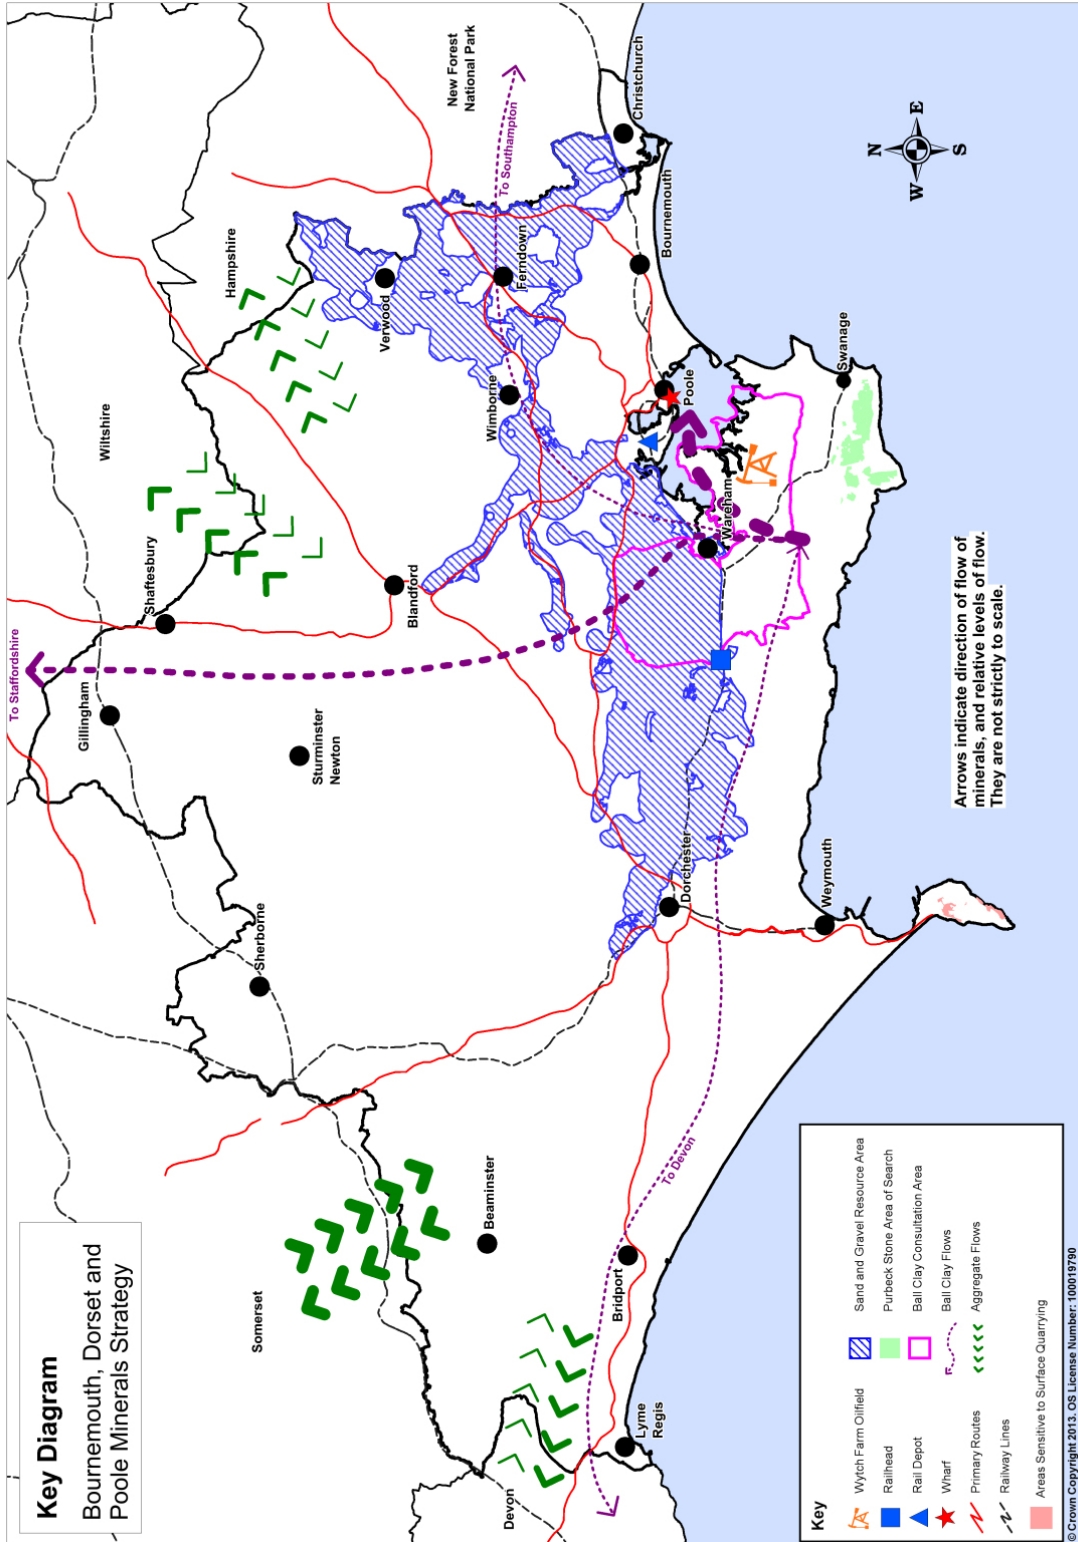 Key Diagram
Bournemouth, Dorset and
Poole Minerals Strategy
To Staffordshire
Shaftesbury
Gillingham
Sturminster
Newton
Sherborne
Wiltshire
Hampshire
New Forest
National Park
To Southampton
Christchurch
Bournemouth
Verwood
Ferndown
Wimborne
Blandford
Poole
Wareham
Swanage
Dorchester
Weymouth
Somerset
Beaminster
Bridport
To Devon
Lyme
Regis
Devon
N
E
S
W
Arrows indicate direction of flow of
minerals, and relative levels of flow.
They are not strictly to scale.
Key
Wytch Farm Oilfield
Railhead
Rail Depot
Wharf
Primary Routes
Railway Lines
Areas Sensitive to Surface Quarrying
Sand and Gravel Resource Area
Purbeck Stone Area of Search
Ball Clay Consultation Area
Ball Clay Flows
Aggregate Flows
© Crown Copyright 2013. OS License Number: 100019790